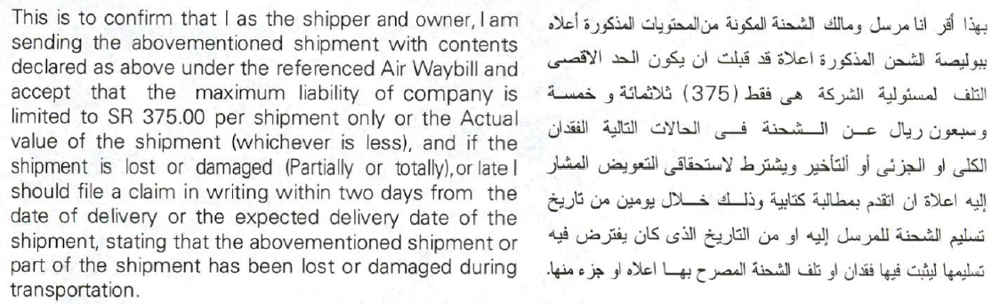 This is to confirm that I as the shipper and owner, I am
sending the abovementioned shipment with contents
declared as above under the referenced Air Waybill and
accept that the maximum liability of company is
limited to SR 375.00 per shipment only or the Actual
value of the shipment (whichever is less), and if the
shipment is lost or damaged (Partially or totally), or late I
should file a claim in writing within two days from the
date of delivery or the expected delivery date of the
shipment, stating that the abovementioned shipment or
part of the shipment has been lost or damaged during
transportation.
بهذا أقر انا مرسل ومالك الشحنة المكونة من المحتويات المذكورة أعلاه
ببوليصة الشحن المذكورة اعلاة قد قبلت ان يكون الحد الاقصى
التلف لمسئولية الشركة هى فقط (375) ثلاثمائة و خمسة
وسبعون ريال عن الشحنة فى الحالات التالية الفقدان
الكلى او الجزئى أو ألتأخير ويشترط لاستحقاقى التعويض المشار
إليه اعلاة ان اتقدم بمطالبة كتابية وذلك خلال يومين من تاريخ
تسليم الشحنة للمرسل إليه او من التاريخ الذى كان يفترض فيه
تسليمها ليثبت فيها فقدان او تلف الشحنة المصرح بها اعلاه او جزء منها.